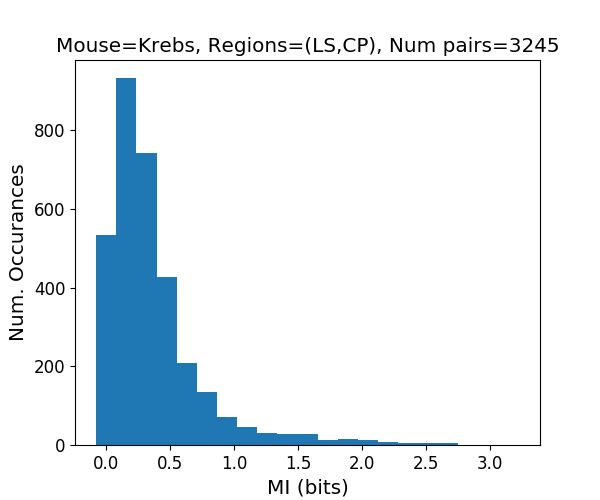 Mouse=Krebs, Regions=(LS,CP), Num pairs=3245
Num. Occurances
800
600
400
200
0
0.0 0.5 1.0 1.5 2.0 2.5 3.0
MI (bits)